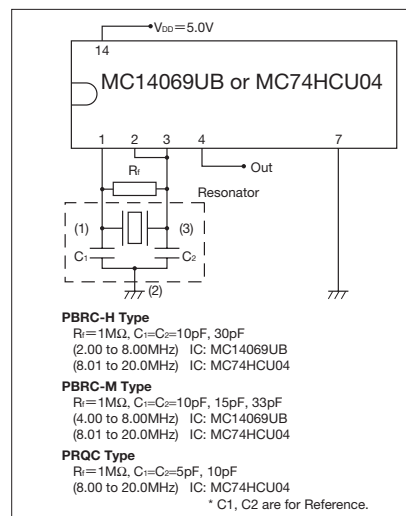 VDD=5.0V
14
MC14069UB or MC74HCU04
1 2 3 4 7
Rf
Out
Resonator
(1) (3)
C1 C2
(2)
PBRC-H Type
Rf=1MΩ, C1=C2=10pF, 30pF
(2.00 to 8.00MHz) IC: MC14069UB
(8.01 to 20.0MHz) IC: MC74HCU04
PBRC-M Type
Rf=1MΩ, C1=C2=10pF, 15pF, 33pF
(4.00 to 8.00MHz) IC: MC14069UB
(8.01 to 20.0MHz) IC: MC74HCU04
PRQC Type
Rf=1MΩ, C1=C2=5pF, 10pF
(8.00 to 20.0MHz) IC: MC74HCU04
* C1, C2 are for Reference.